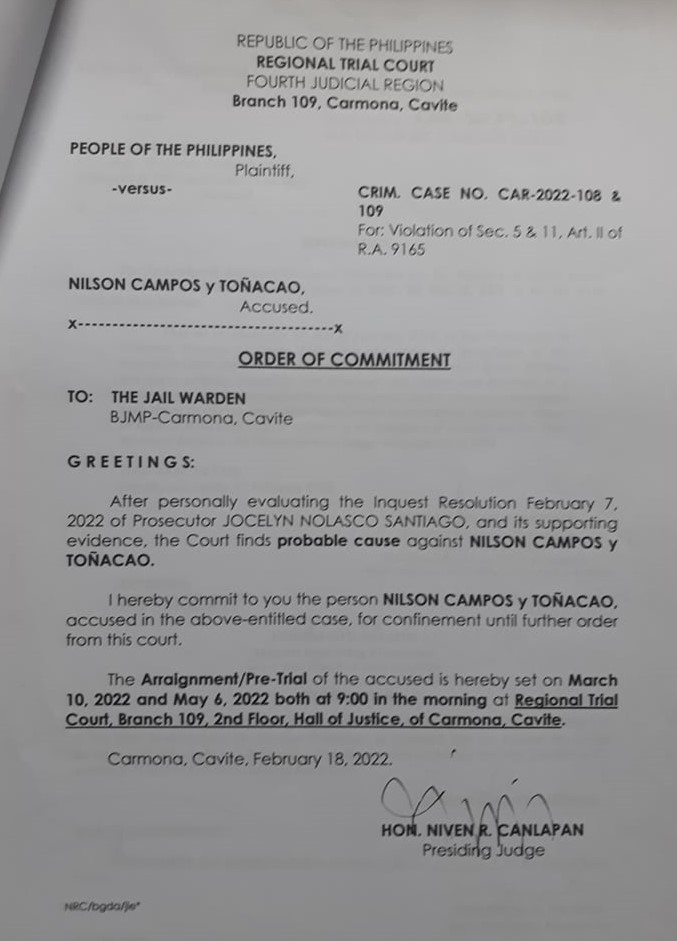 REPUBLIC OF THE PHILIPPINES
REGIONAL TRIAL COURT
FOURTH JUDICIAL REGION
Branch 109, Carmona, Cavite
PEOPLE OF THE PHILIPPINES,
Plaintiff,
-versus-
CRIM. CASE NO. CAR-2022-108 &
109
For: Violation of Sec. 5 & 11, Art. II of
R.A. 9165
NILSON CAMPOS y TOÑACAO,
Accused.
x-------------------------------------x
ORDER OF COMMITMENT
TO: THE JAIL WARDEN
BJMP-Carmona, Cavite
G R E E T I N G S:
After personally evaluating the Inquest Resolution February 7,
2022 of Prosecutor JOCELYN NOLASCO SANTIAGO, and its supporting
evidence, the Court finds probable cause against NILSON CAMPOS y
TOÑACAO.
I hereby commit to you the person NILSON CAMPOS y TOÑACAO,
accused in the above-entitled case, for confinement until further order
from this court.
The Arraignment/Pre-Trial of the accused is hereby set on March
10, 2022 and May 6, 2022 both at 9:00 in the morning at Regional Trial
Court, Branch 109, 2nd Floor, Hall of Justice, of Carmona, Cavite.
Carmona, Cavite, February 18, 2022.
HON. NIVEN R. CANLAPAN
Presiding Judge
NRC/bgda/je*